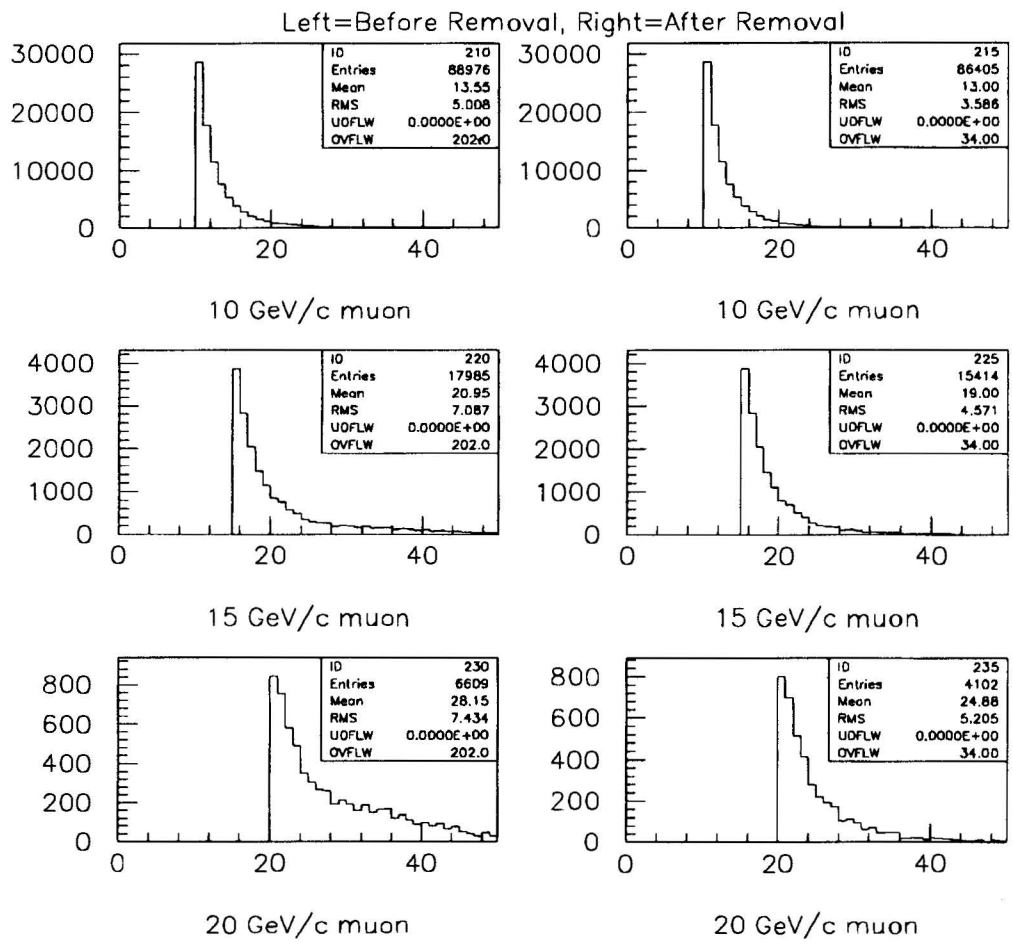 Left=Before Removal, Right=After Removal
30000
20000
10000
0
0 20 40
ID 210
Entries 88976
Mean 13.55
RMS 5.008
UDFLW 0.0000E+00
OVFLW 202.0
10 GeV/c muon
30000
20000
10000
0
0 20 40
ID 215
Entries 86405
Mean 13.00
RMS 3.586
UDFLW 0.0000E+00
OVFLW 34.00
10 GeV/c muon
4000
3000
2000
1000
0
0 20 40
ID 220
Entries 17985
Mean 20.95
RMS 7.087
UDFLW 0.0000E+00
OVFLW 202.0
15 GeV/c muon
4000
3000
2000
1000
0
0 20 40
ID 225
Entries 15414
Mean 19.00
RMS 4.571
UDFLW 0.0000E+00
OVFLW 34.00
15 GeV/c muon
800
600
400
200
0
0 20 40
ID 230
Entries 6609
Mean 28.15
RMS 7.434
UDFLW 0.0000E+00
OVFLW 202.0
20 GeV/c muon
800
600
400
200
0
0 20 40
ID 235
Entries 4102
Mean 24.88
RMS 5.205
UDFLW 0.0000E+00
OVFLW 34.00
20 GeV/c muon